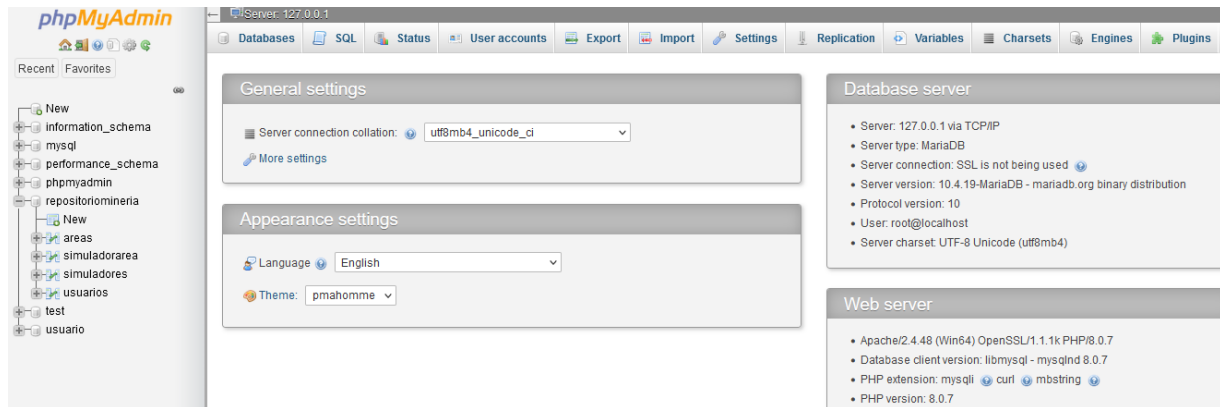 phpMyAdmin
Recent Favorites
New
information_schema
mysql
performance_schema
phpmyadmin
repositoriomineria
New
areas
simuladorarea
simuladores
usuarios
test
usuario
Server: 127.0.0.1
Databases SQL Status User accounts Export Import Settings Replication Variables Charsets Engines Plugins
General settings
Server connection collation: utf8mb4_unicode_ci
More settings
Appearance settings
Language English
Theme: pmahomme
Database server
• Server: 127.0.0.1 via TCP/IP
• Server type: MariaDB
• Server connection: SSL is not being used
• Server version: 10.4.19-MariaDB - mariadb.org binary distribution
• Protocol version: 10
• User: root@localhost
• Server charset: UTF-8 Unicode (utf8mb4)
Web server
• Apache/2.4.48 (Win64) OpenSSL/1.1.1k PHP/8.0.7
• Database client version: libmysql - mysqlnd 8.0.7
• PHP extension: mysqli curl mbstring
• PHP version: 8.0.7